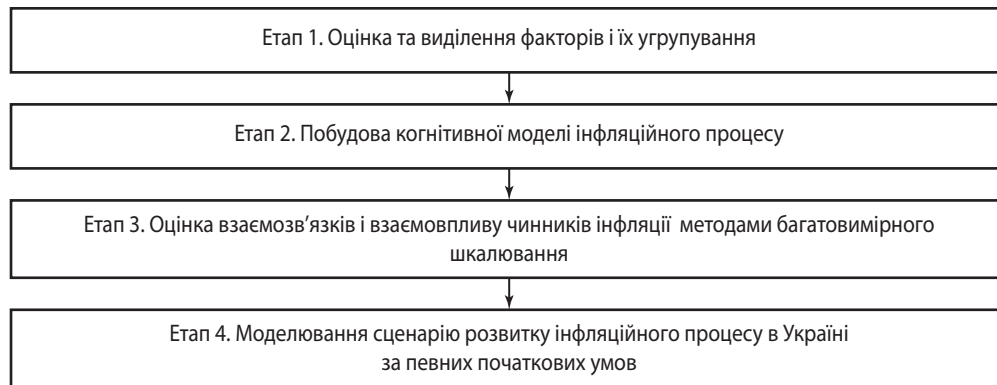 Етап 1. Оцінка та виділення факторів і їх угрупування
Етап 2. Побудова когнітивної моделі інфляційного процесу
Етап 3. Оцінка взаємозв'язків і взаємовпливу чинників інфляції методами багатовимірного
шкалювання
Етап 4. Моделювання сценарію розвитку інфляційного процесу в Україні
за певних початкових умов